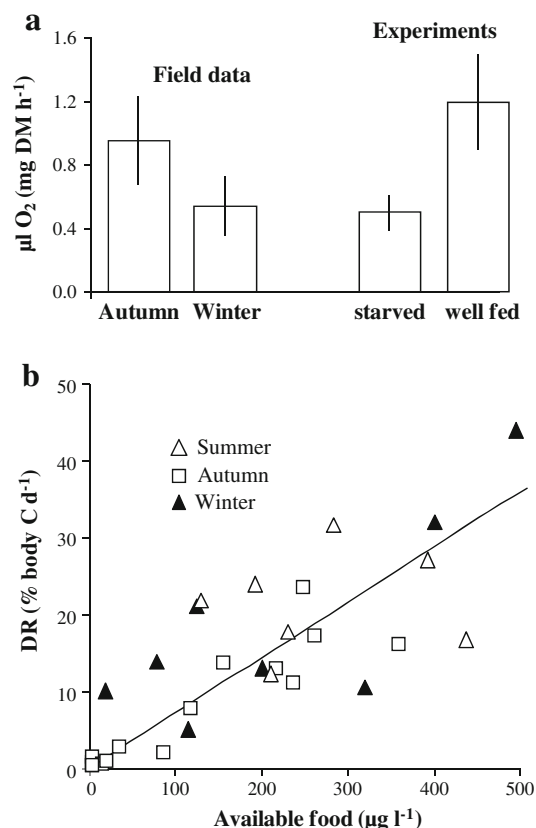 a
Experiments
Field data
µl O₂ (mg DM h⁻¹)
1.6
1.2
0.8
0.4
0.0
Autumn Winter starved well fed
b
DR (% body C d⁻¹)
50
40
30
20
10
0
Summer
Autumn
Winter
0 100 200 300 400 500
Available food (µg l⁻¹)